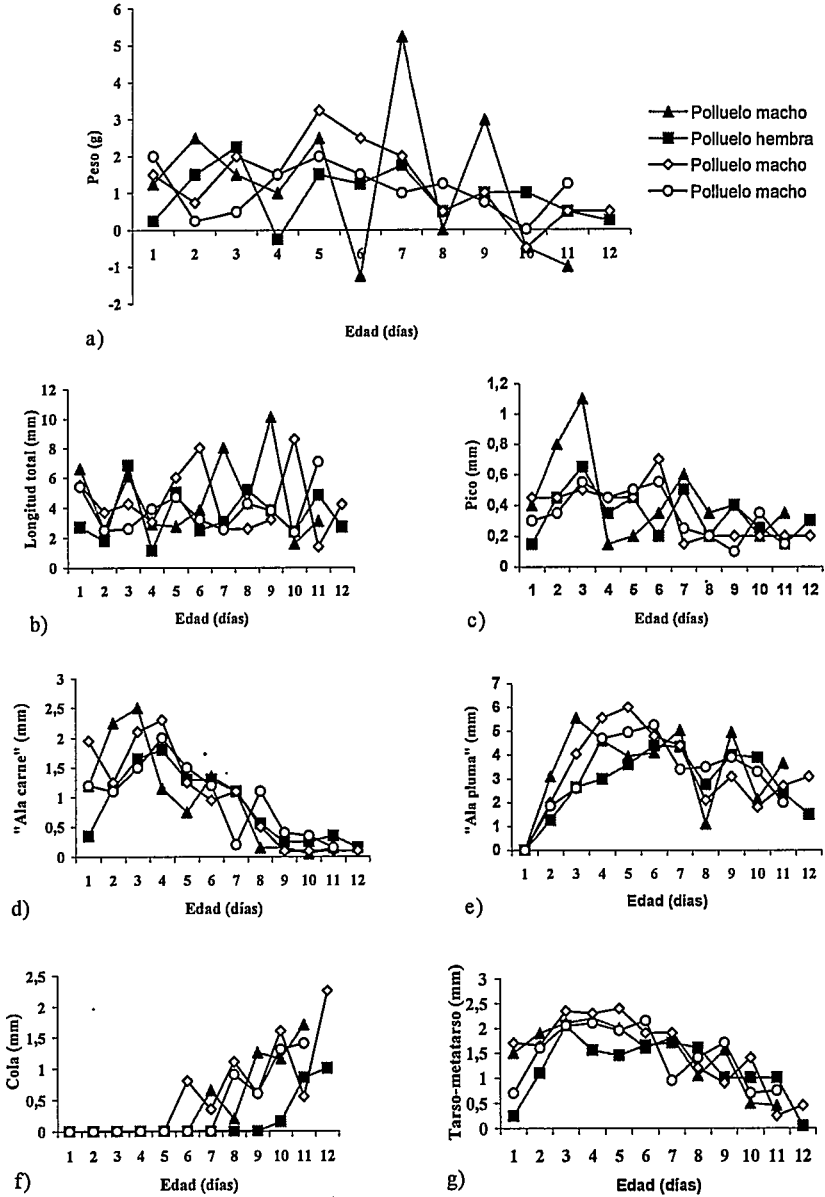 6
5
4
3
2
1
0
-1
-2
Peso (g)
1 2 3 4 5 6 7 8 9 10 11 12
Edad (días)
a)
Polluelo macho
Polluelo hembra
Polluelo macho
Polluelo macho
12
10
8
6
4
2
0
Longitud total (mm)
1 2 3 4 5 6 7 8 9 10 11 12
Edad (días)
b)
1,2
1
0,8
0,6
0,4
0,2
0
Pico (mm)
1 2 3 4 5 6 7 8 9 10 11 12
Edad (días)
c)
3
2,5
2
1,5
1
0,5
0
"Ala carne" (mm)
1 2 3 4 5 6 7 8 9 10 11 12
Edad (días)
d)
7
6
5
4
3
2
1
0
"Ala pluma" (mm)
1 2 3 4 5 6 7 8 9 10 11 12
Edad (dias)
e)
2,5
2
1,5
1
0,5
0
Cola (mm)
1 2 3 4 5 6 7 8 9 10 11 12
Edad (días)
f)
3
2,5
2
1,5
1
0,5
0
Tarso-metatarso (mm)
1 2 3 4 5 6 7 8 9 10 11 12
Edad (días)
g)